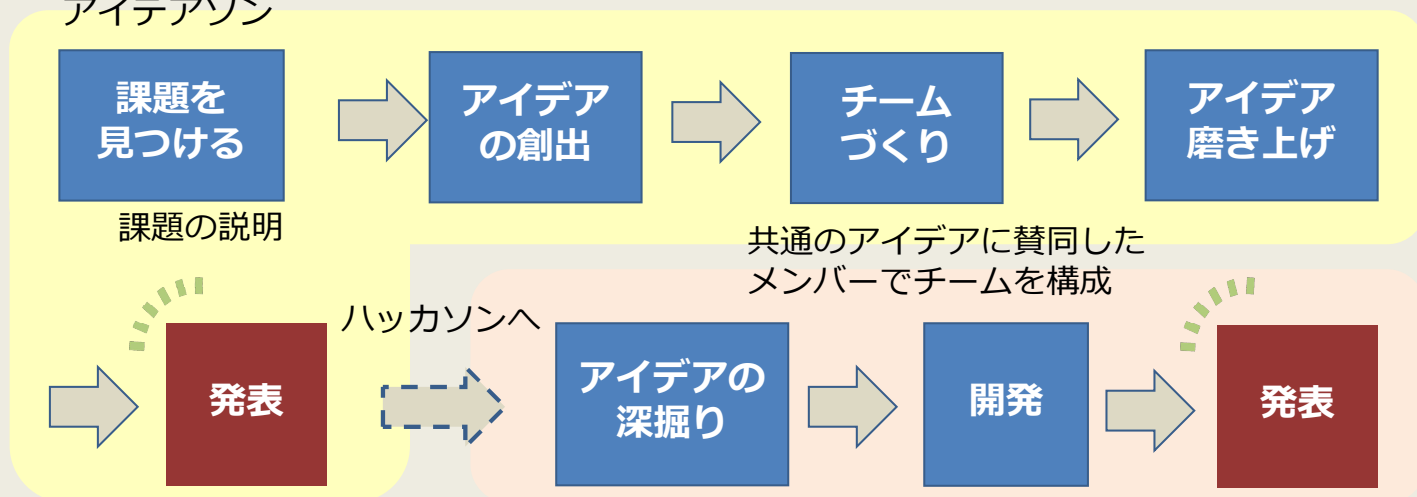 アイデアソン
課題を
見つける
アイデア
の創出
チーム
づくり
アイデア
磨き上げ
課題の説明
共通のアイデアに賛同した
メンバーでチームを構成
発表
ハッカソンへ
アイデアの
深掘り
開発
発表